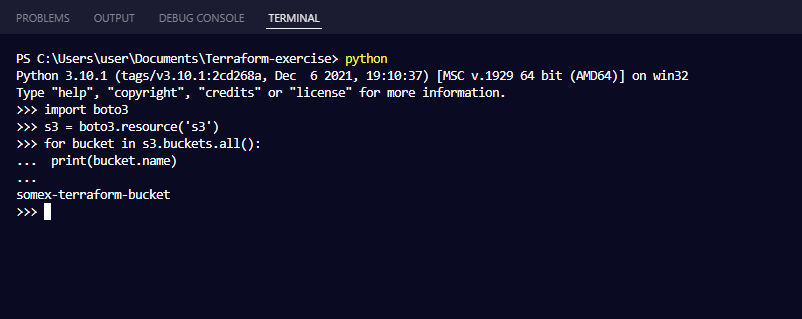 PROBLEMS OUTPUT DEBUG CONSOLE TERMINAL
PS C:\Users\user\Documents\Terraform-exercise> python
Python 3.10.1 (tags/v3.10.1:2cd268a, Dec  6 2021, 19:10:37) [MSC v.1929 64 bit (AMD64)] on win32
Type "help", "copyright", "credits" or "license" for more information.
>>> import boto3
>>> s3 = boto3.resource('s3')
>>> for bucket in s3.buckets.all():
...  print(bucket.name)
...
somex-terraform-bucket
>>>